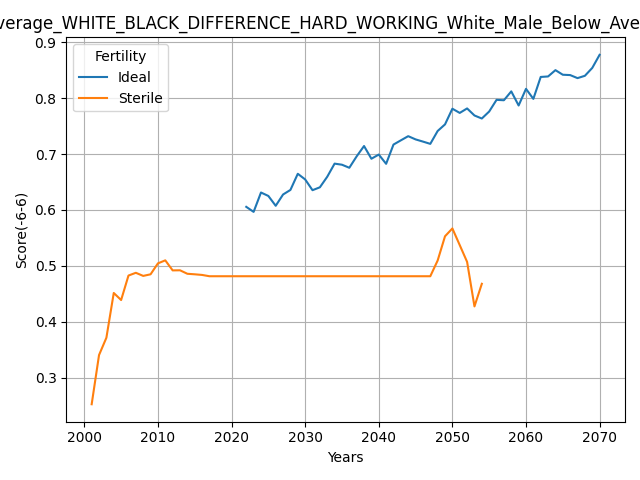 verage_WHITE_BLACK_DIFFERENCE_HARD_WORKING_White_Male_Below_Ave
Fertility
Ideal
Sterile
Score(-6-6)
0.9
0.8
0.7
0.6
0.5
0.4
0.3
2000 2010 2020 2030 2040 2050 2060 2070
Years